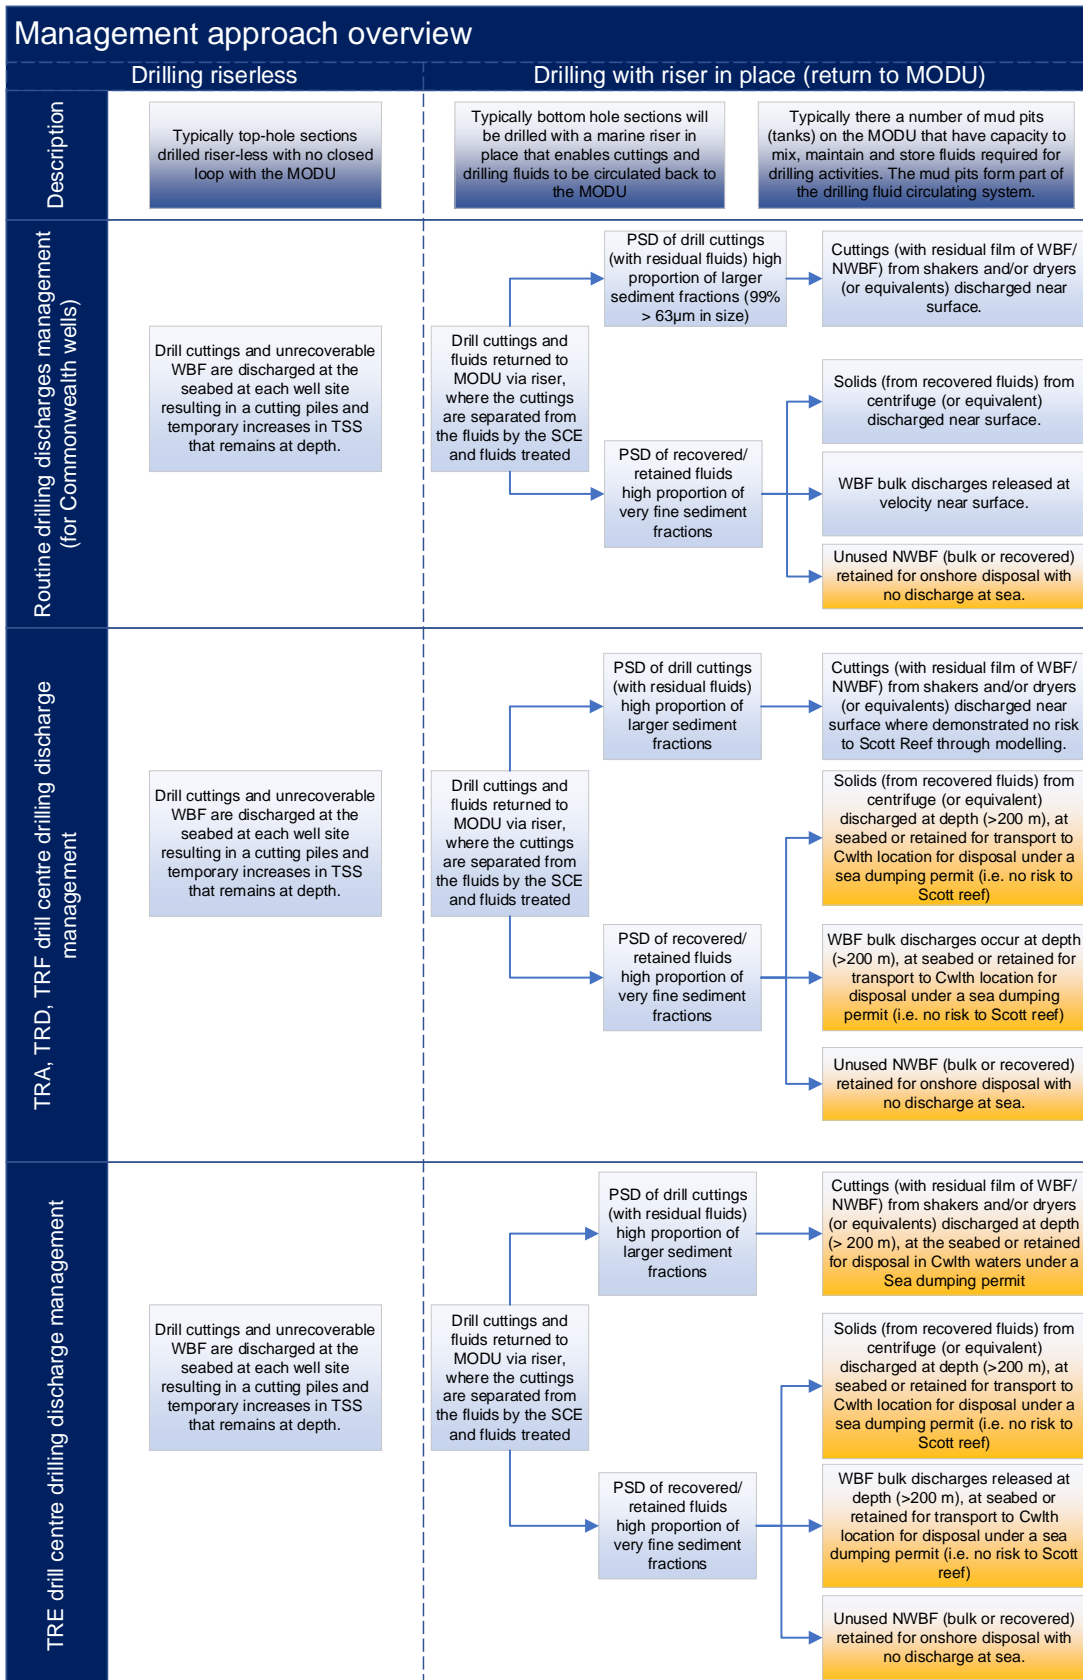 Management approach overview
Drilling riserless
Drilling with riser in place (return to MODU)
Description
Typically top-hole sections
drilled riser-less with no closed
loop with the MODU
Typically bottom hole sections will
be drilled with a marine riser in
place that enables cuttings and
drilling fluids to be circulated back
to the MODU
Typically there a number of mud pits
(tanks) on the MODU that have capacity to
mix, maintain and store fluids required for
drilling activities. The mud pits form part
of the drilling fluid circulating system.
Routine drilling discharges management
(for Commonwealth wells)
Drill cuttings and unrecoverable
WBF are discharged at the
seabed at each well site
resulting in a cutting piles and
temporary increases in TSS
that remains at depth.
Drill cuttings and
fluids returned to
MODU via riser,
where the cuttings
are separated from
the fluids by the SCE
and fluids treated
PSD of drill cuttings
(with residual fluids) high
proportion of larger
sediment fractions (99%
> 63µm in size)
Cuttings (with residual film of WBF/
NWBF) from shakers and/or dryers
(or equivalents) discharged near
surface.
PSD of recovered/
retained fluids
high proportion of
very fine sediment
fractions
Solids (from recovered fluids) from
centrifuge (or equivalent)
discharged near surface.
WBF bulk discharges released at
velocity near surface.
Unused NWBF (bulk or recovered)
retained for onshore disposal with
no discharge at sea.
TRA, TRD, TRF drill centre drilling discharge
management
Drill cuttings and unrecoverable
WBF are discharged at the
seabed at each well site
resulting in a cutting piles and
temporary increases in TSS
that remains at depth.
Drill cuttings and
fluids returned to
MODU via riser,
where the cuttings
are separated from
the fluids by the SCE
and fluids treated
PSD of drill cuttings
(with residual fluids)
high proportion of
larger sediment
fractions
Cuttings (with residual film of WBF/
NWBF) from shakers and/or dryers
(or equivalents) discharged near
surface where demonstrated no risk
to Scott Reef through modelling.
PSD of recovered/
retained fluids
high proportion of
very fine sediment
fractions
Solids (from recovered fluids) from
centrifuge (or equivalent)
discharged at depth (>200 m), at
seabed or retained for transport to
Cwlth location for disposal under a
sea dumping permit (i.e. no risk to
Scott reef)
WBF bulk discharges occur at depth
(>200 m), at seabed or retained for
transport to Cwlth location for
disposal under a sea dumping
permit (i.e. no risk to Scott reef)
Unused NWBF (bulk or recovered)
retained for onshore disposal with
no discharge at sea.
TRE drill centre drilling discharge management
Drill cuttings and unrecoverable
WBF are discharged at the
seabed at each well site
resulting in a cutting piles and
temporary increases in TSS
that remains at depth.
Drill cuttings and
fluids returned to
MODU via riser,
where the cuttings
are separated from
the fluids by the SCE
and fluids treated
PSD of drill cuttings
(with residual fluids)
high proportion of
larger sediment
fractions
Cuttings (with residual film of WBF/
NWBF) from shakers and/or dryers
(or equivalents) discharged at depth
(> 200 m), at the seabed or retained
for disposal in Cwlth waters under a
Sea dumping permit
PSD of recovered/
retained fluids
high proportion of
very fine sediment
fractions
Solids (from recovered fluids) from
centrifuge (or equivalent)
discharged at depth (>200 m), at
seabed or retained for transport to
Cwlth location for disposal under a
sea dumping permit (i.e. no risk to
Scott reef)
WBF bulk discharges released at
depth (>200 m), at seabed or
retained for transport to Cwlth
location for disposal under a sea
dumping permit (i.e. no risk to Scott
reef)
Unused NWBF (bulk or recovered)
retained for onshore disposal with
no discharge at sea.